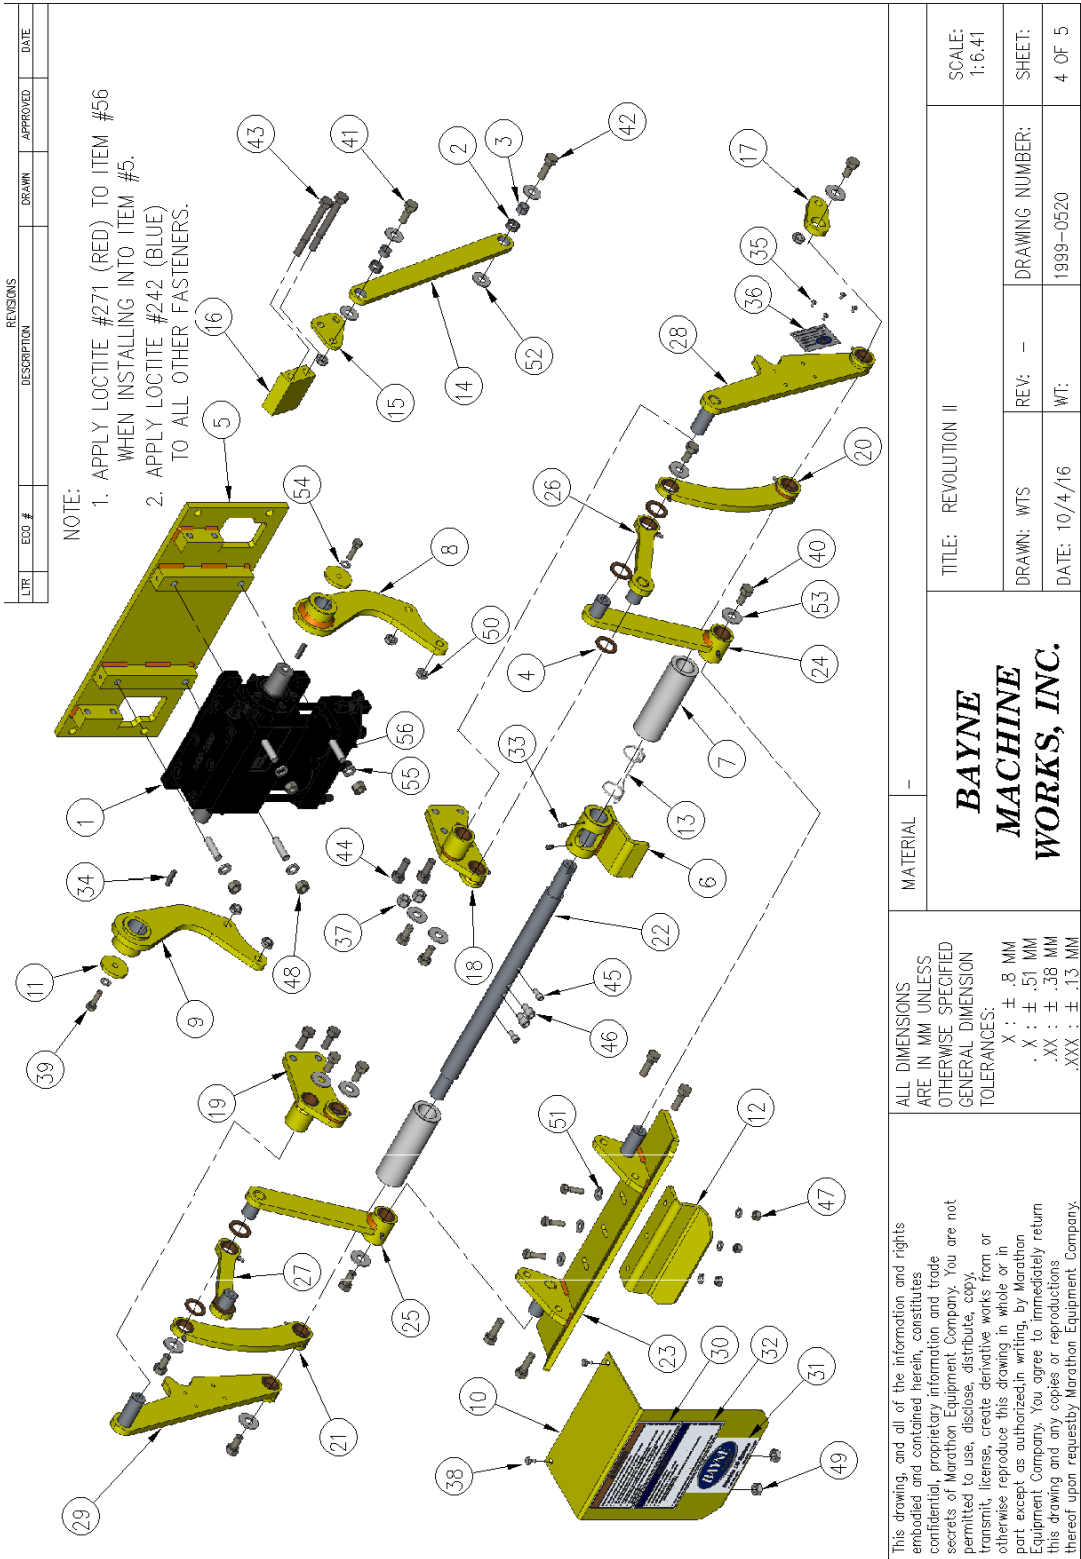 REVISIONS
LTR ECO # DESCRIPTION DRAWN APPROVED DATE
NOTE:
1. APPLY LOCTITE #271 (RED) TO ITEM #56
WHEN INSTALLING INTO ITEM #5.
2. APPLY LOCTITE #242 (BLUE)
TO ALL OTHER FASTENERS.
43
41
2
3
42
16
5
54
8
50
15
14
52
17
35
36
28
20
26
40
53
24
4
7
13
33
6
1
34
56
55
44
37
18
22
45
46
11
39
9
48
19
51
12
47
27
25
21
29
23
30
32
31
10
38
49
BAYNE
This drawing, and all of the information and rights
embodied and contained herein, constitutes
confidential, proprietary information and trade
secrets of Marathon Equipment Company. You are not
permitted to use, disclose, distribute, copy,
transmit, license, create derivative works from or
otherwise reproduce this drawing in whole or in
part except as authorized,in writing, by Marathon
Equipment Company. You agree to immediately return
this drawing and any copies or reproductions
thereof upon requestby Marathon Equipment Company.
ALL DIMENSIONS
ARE IN MM UNLESS
OTHERWISE SPECIFIED
GENERAL DIMENSION
TOLERANCES:
X : ± .8 MM
. X : ± .51 MM
.XX : ± .38 MM
.XXX : ± .13 MM
MATERIAL –
BAYNE
MACHINE
WORKS, INC.
TITLE: REVOLUTION II
SCALE:
1:6.41
DRAWN: WTS
REV: –
DRAWING NUMBER:
SHEET:
DATE: 10/4/16
WT:
1999-0520
4 OF 5